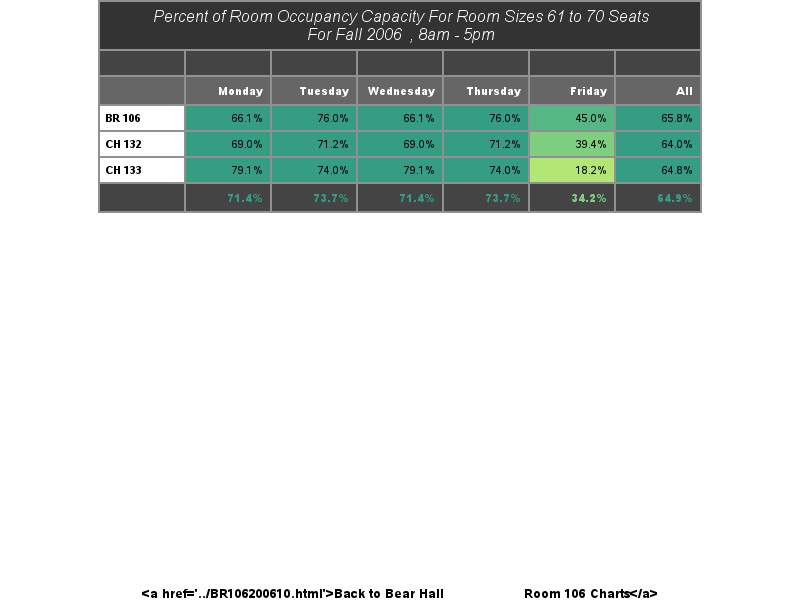 Percent of Room Occupancy Capacity For Room Sizes 61 to 70 Seats
For Fall 2006 , 8am - 5pm
Monday Tuesday Wednesday Thursday Friday All
BR 106 66.1% 76.0% 66.1% 76.0% 45.0% 65.8%
CH 132 69.0% 71.2% 69.0% 71.2% 39.4% 64.0%
CH 133 79.1% 74.0% 79.1% 74.0% 18.2% 64.8%
71.4% 73.7% 71.4% 73.7% 34.2% 64.9%
<a href='../BR106200610.html'>Back to Bear Hall Room 106 Charts</a>